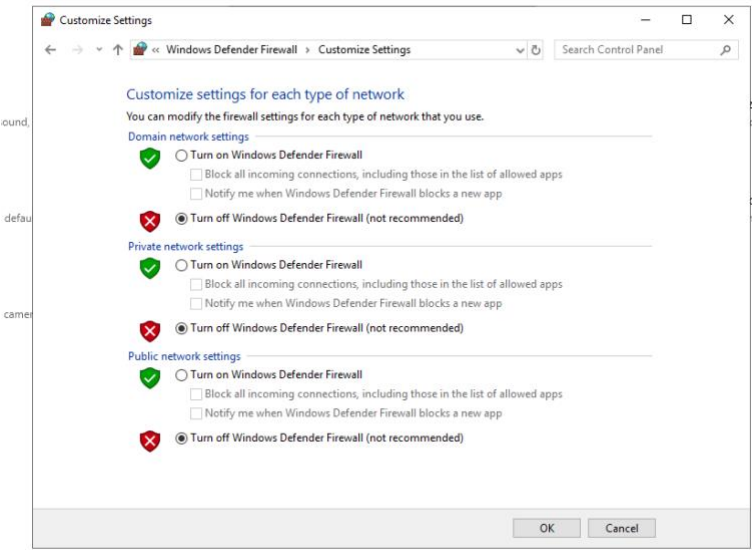 Customize Settings
« Windows Defender Firewall › Customize Settings
Search Control Panel
Customize settings for each type of network
You can modify the firewall settings for each type of network that you use.
ound,
Domain network settings
Turn on Windows Defender Firewall
Block all incoming connections, including those in the list of allowed apps
Notify me when Windows Defender Firewall blocks a new app
defau
Turn off Windows Defender Firewall (not recommended)
Private network settings
Turn on Windows Defender Firewall
Block all incoming connections, including those in the list of allowed apps
Notify me when Windows Defender Firewall blocks a new app
camer
Turn off Windows Defender Firewall (not recommended)
Public network settings
Turn on Windows Defender Firewall
Block all incoming connections, including those in the list of allowed apps
Notify me when Windows Defender Firewall blocks a new app
Turn off Windows Defender Firewall (not recommended)
OK
Cancel